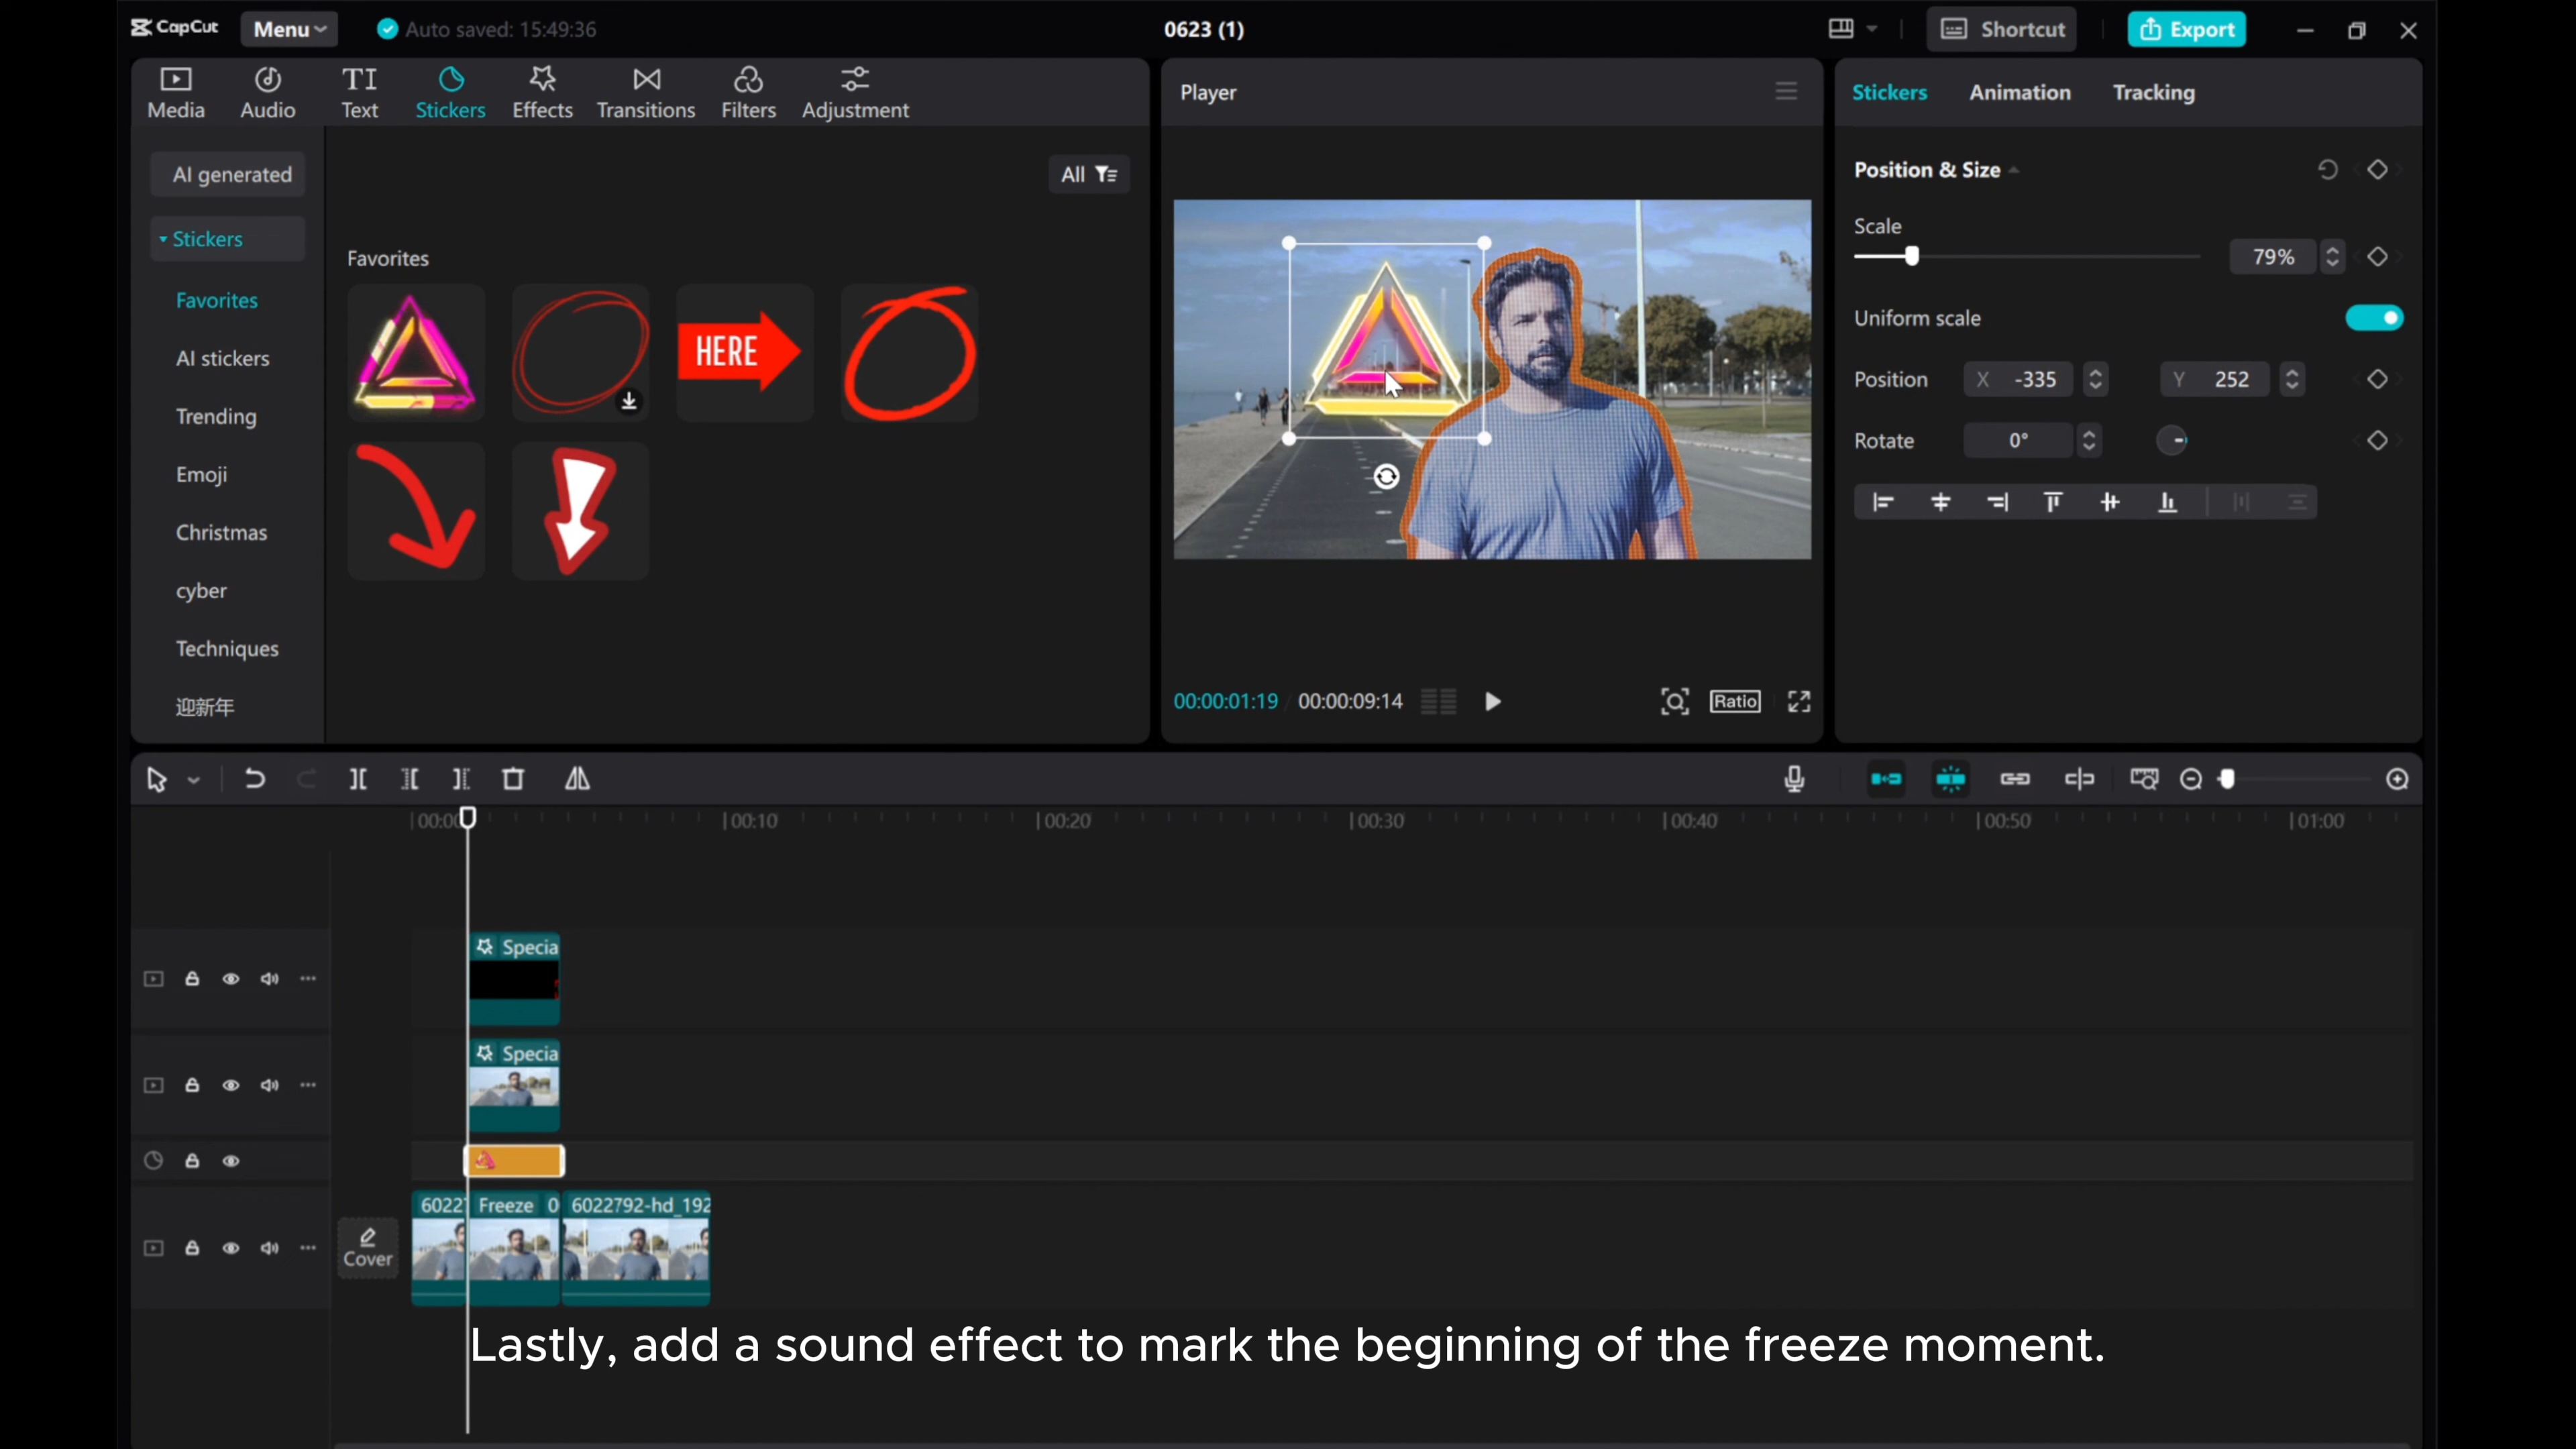 CapCut
Menu
Auto saved: 15:49:36
0623 (1)
Shortcut
Export
Media
Audio
TI
Text
Stickers
Effects
Transitions
Filters
Adjustment
AI generated
Stickers
Favorites
AI stickers
Trending
Emoji
Christmas
cyber
Techniques
迎新年
All
Favorites
HERE
Player
00:00:01:19
00:00:09:14
Ratio
Stickers
Animation
Tracking
Position & Size
Scale
79%
Uniform scale
Position
X -335
Y 252
Rotate
0°
00:10
00:20
00:30
00:40
00:50
01:00
Specia
Specia
Cover
6022
Freeze 0
6022792-hd_192
Lastly, add a sound effect to mark the beginning of the freeze moment.